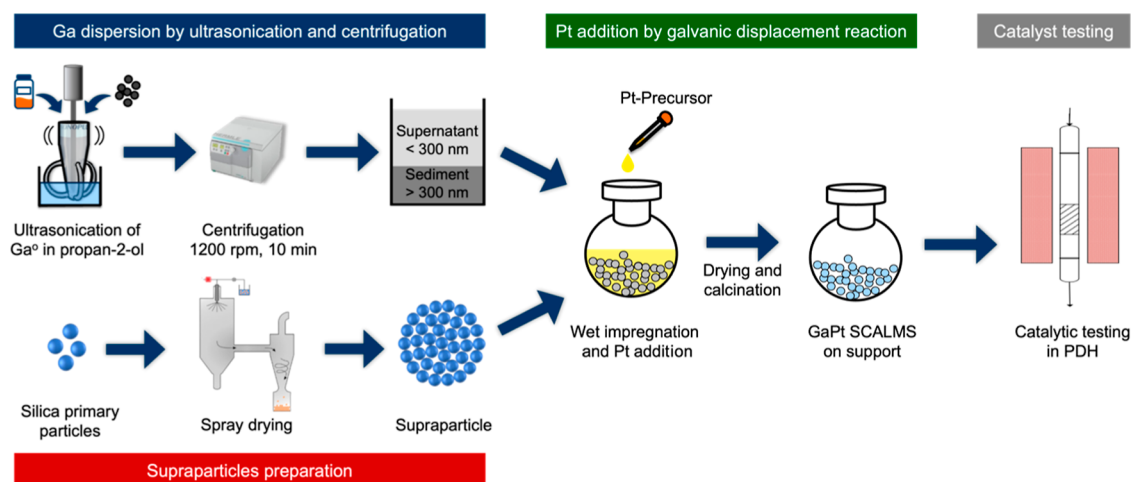 Ga dispersion by ultrasonication and centrifugation
Pt addition by galvanic displacement reaction
Catalyst testing
Pt-Precursor
Supernatant
< 300 nm
Sediment
> 300 nm
Ultrasonication of
Gaº in propan-2-ol
Centrifugation
1200 rpm, 10 min
Drying and
calcination
Wet impregnation
and Pt addition
GaPt SCALMS
on support
Catalytic testing
in PDH
Silica primary
particles
Spray drying
Supraparticle
Supraparticles preparation